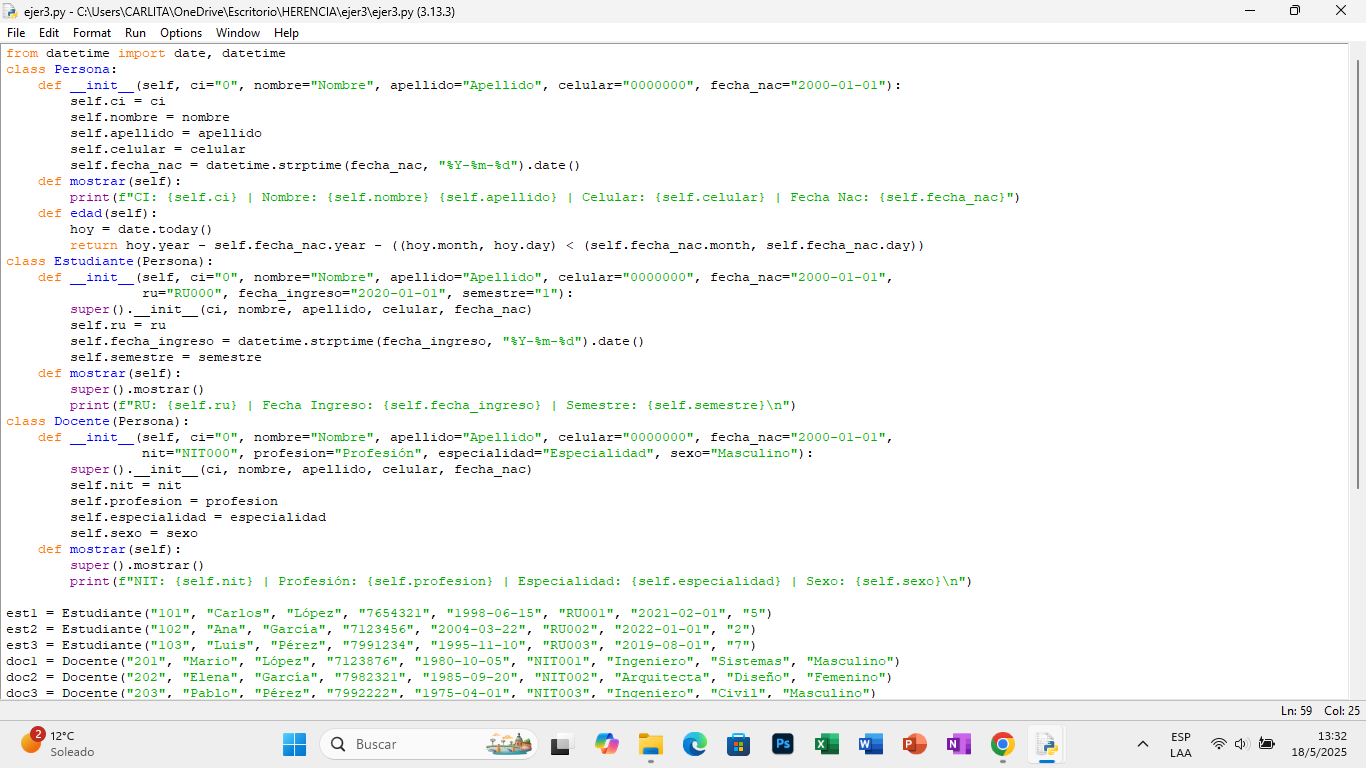 ejer3.py - C:\Users\CARLITA\OneDrive\Escritorio\HERENCIA\ejer3\ejer3.py (3.13.3)
File Edit Format Run Options Window Help
from datetime import date, datetime
class Persona:
    def __init__(self, ci="0", nombre="Nombre", apellido="Apellido", celular="0000000", fecha_nac="2000-01-01"):
        self.ci = ci
        self.nombre = nombre
        self.apellido = apellido
        self.celular = celular
        self.fecha_nac = datetime.strptime(fecha_nac, "%Y-%m-%d").date()
    def mostrar(self):
        print(f"CI: {self.ci} | Nombre: {self.nombre} {self.apellido} | Celular: {self.celular} | Fecha Nac: {self.fecha_nac}")
    def edad(self):
        hoy = date.today()
        return hoy.year - self.fecha_nac.year - ((hoy.month, hoy.day) < (self.fecha_nac.month, self.fecha_nac.day))
class Estudiante(Persona):
    def __init__(self, ci="0", nombre="Nombre", apellido="Apellido", celular="0000000", fecha_nac="2000-01-01",
                 ru="RU000", fecha_ingreso="2020-01-01", semestre="1"):
        super().__init__(ci, nombre, apellido, celular, fecha_nac)
        self.ru = ru
        self.fecha_ingreso = datetime.strptime(fecha_ingreso, "%Y-%m-%d").date()
        self.semestre = semestre
    def mostrar(self):
        super().mostrar()
        print(f"RU: {self.ru} | Fecha Ingreso: {self.fecha_ingreso} | Semestre: {self.semestre}\n")
class Docente(Persona):
    def __init__(self, ci="0", nombre="Nombre", apellido="Apellido", celular="0000000", fecha_nac="2000-01-01",
                 nit="NIT000", profesion="Profesión", especialidad="Especialidad", sexo="Masculino"):
        super().__init__(ci, nombre, apellido, celular, fecha_nac)
        self.nit = nit
        self.profesion = profesion
        self.especialidad = especialidad
        self.sexo = sexo
    def mostrar(self):
        super().mostrar()
        print(f"NIT: {self.nit} | Profesión: {self.profesion} | Especialidad: {self.especialidad} | Sexo: {self.sexo}\n")
est1 = Estudiante("101", "Carlos", "López", "7654321", "1998-06-15", "RU001", "2021-02-01", "5")
est2 = Estudiante("102", "Ana", "García", "7123456", "2004-03-22", "RU002", "2022-01-01", "2")
est3 = Estudiante("103", "Luis", "Pérez", "7991234", "1995-11-10", "RU003", "2019-08-01", "7")
doc1 = Docente("201", "Mario", "López", "7123876", "1980-10-05", "NIT001", "Ingeniero", "Sistemas", "Masculino")
doc2 = Docente("202", "Elena", "García", "7982321", "1985-09-20", "NIT002", "Arquitecta", "Diseño", "Femenino")
doc3 = Docente("203", "Pablo", "Pérez", "7992222", "1975-04-01", "NIT003", "Ingeniero", "Civil", "Masculino")
Ln: 59 Col: 25
2
12°C
Soleado
Buscar
Ps
ESP
LAA
13:32
18/5/2025